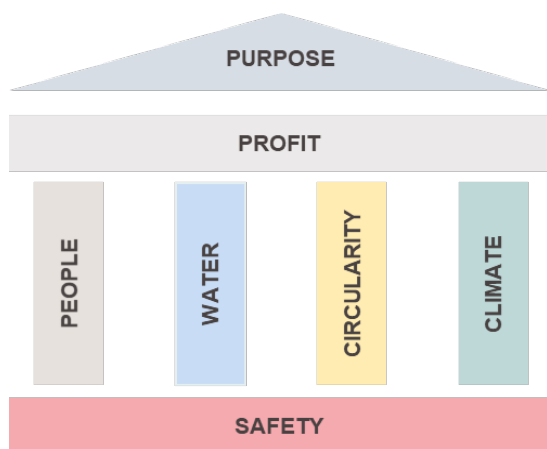 PURPOSE
PROFIT
PEOPLE
WATER
CIRCULARITY
CLIMATE
SAFETY